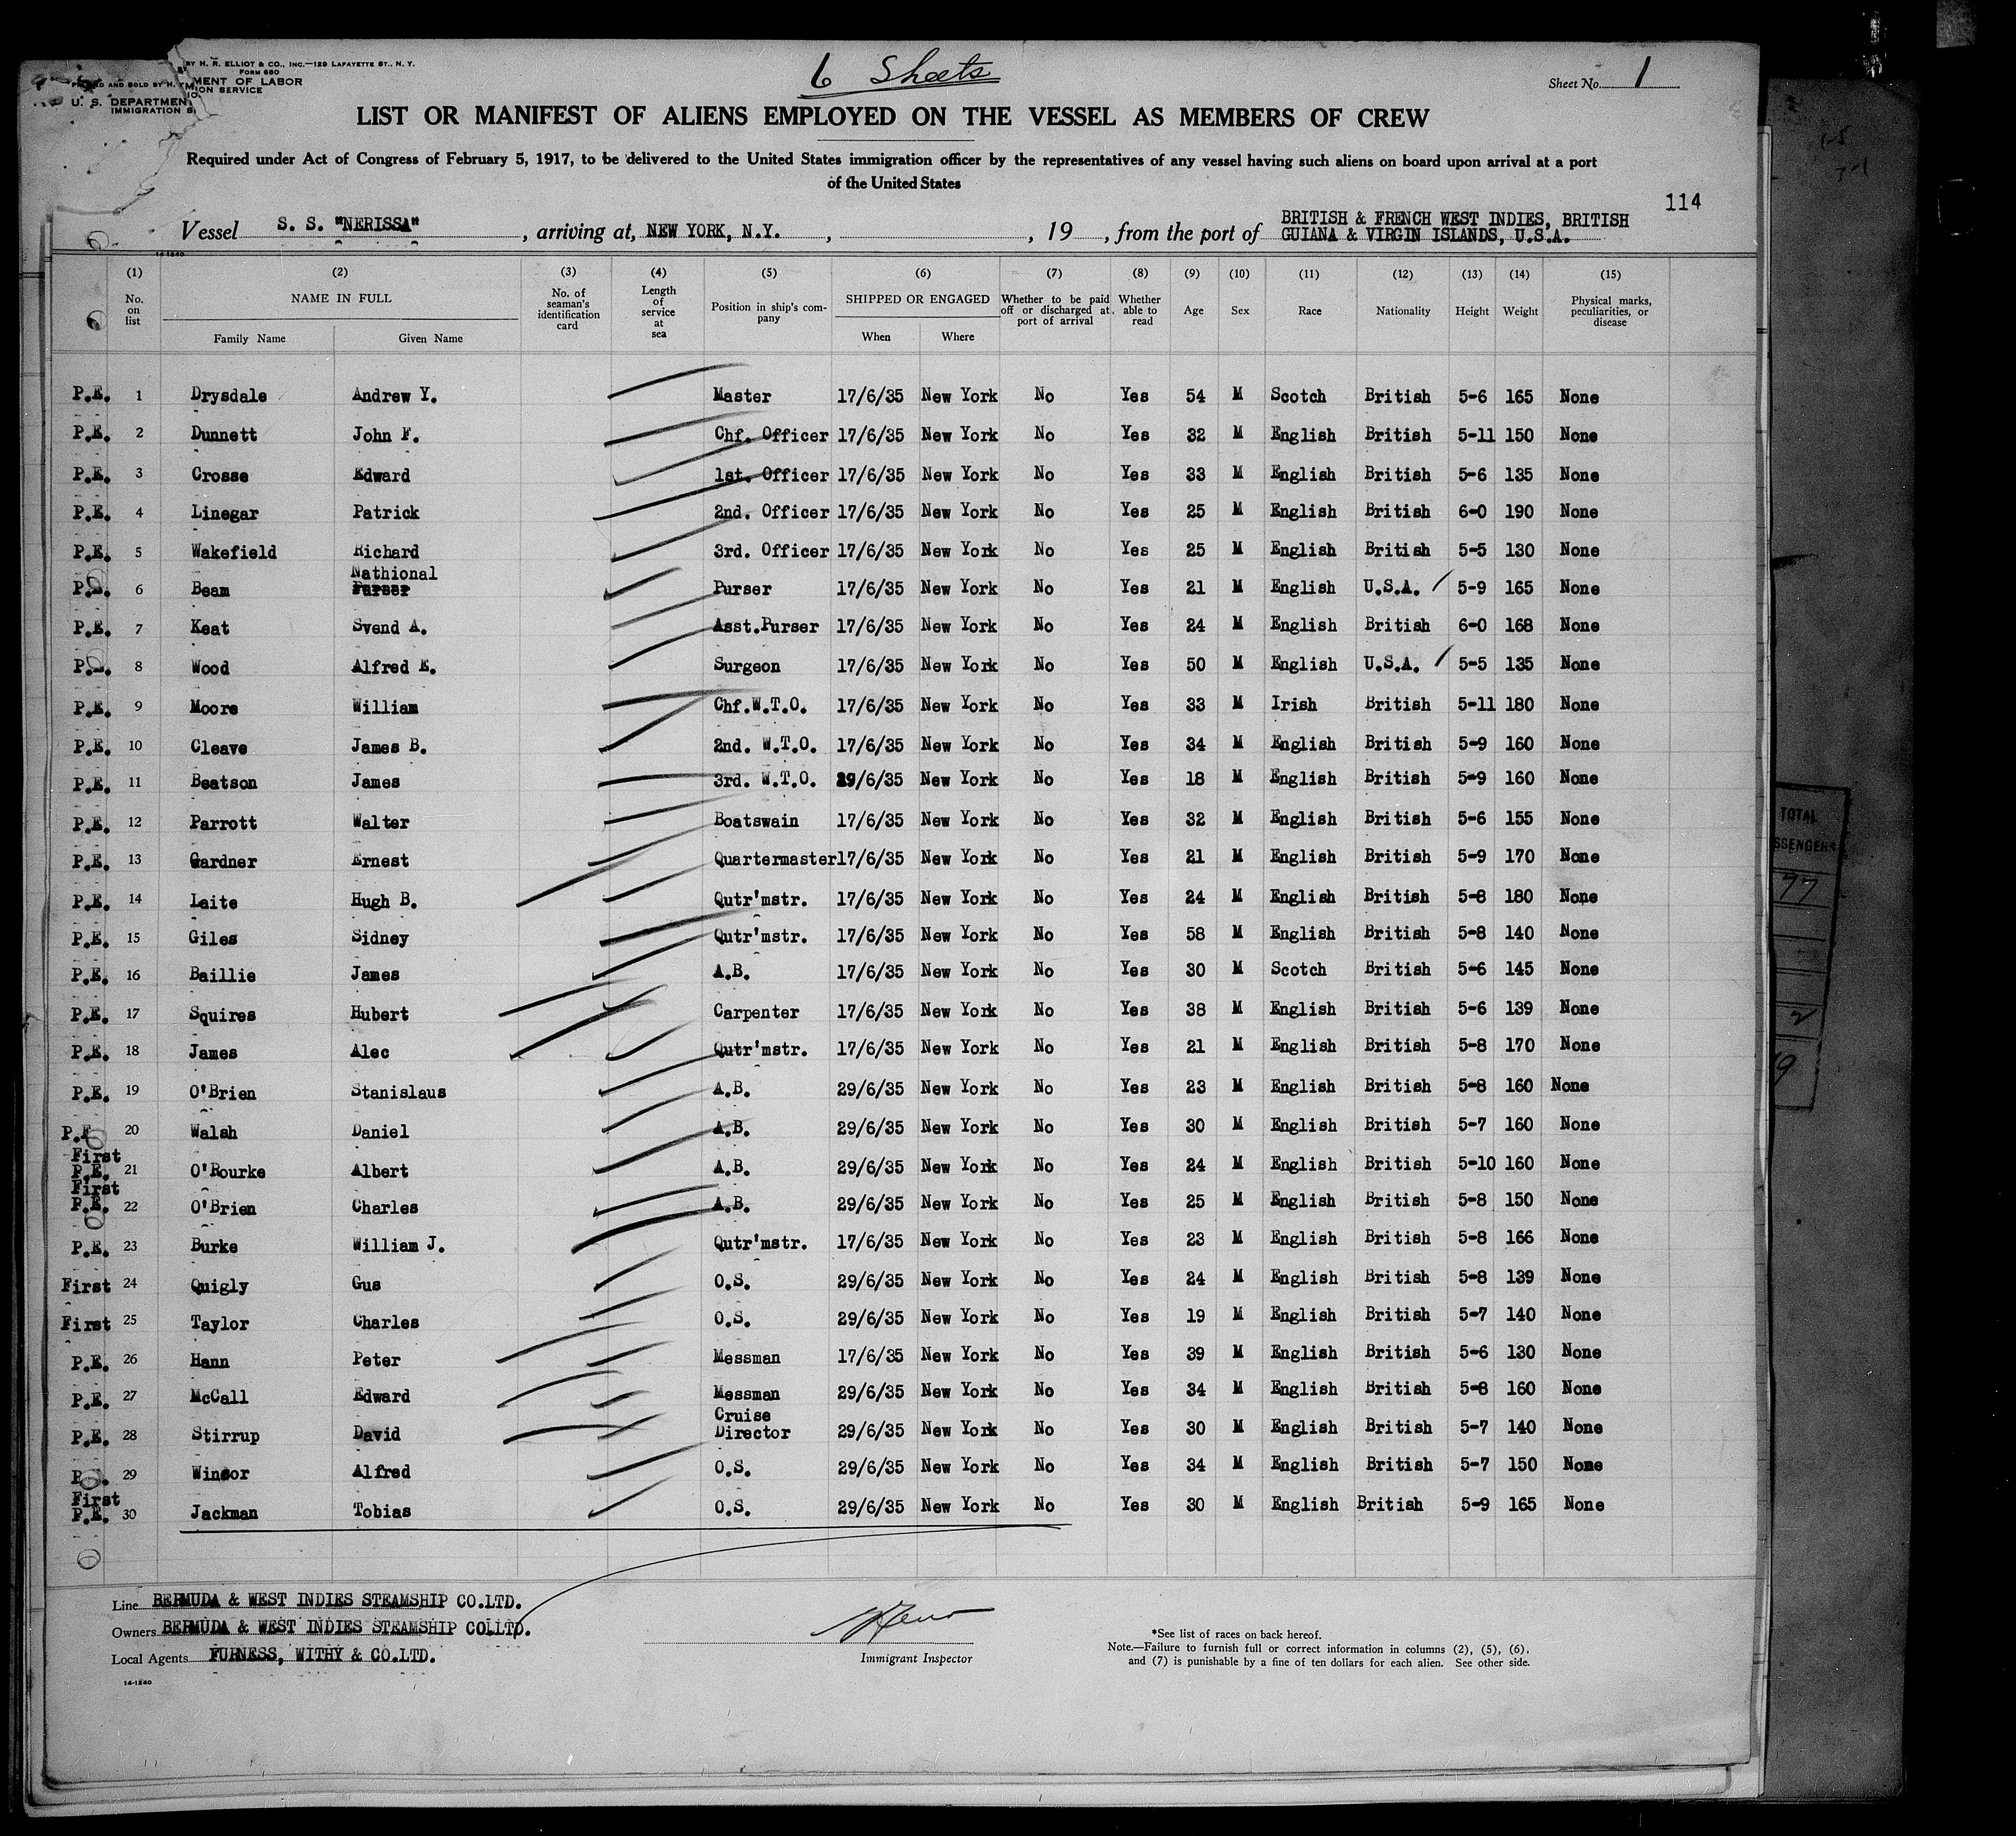 BY H. R. ELLIOT & CO., INC.—129 LAFAYETTE ST., N. Y.
FORM 680
AND SOLD BY H.
MENT OF LABOR
ION SERVICE
U. S. DEPARTMEN
IMMIGRATION S
6 Sheets
Sheet No. 1
LIST OR MANIFEST OF ALIENS EMPLOYED ON THE VESSEL AS MEMBERS OF CREW
Required under Act of Congress of February 5, 1917, to be delivered to the United States immigration officer by the representatives of any vessel having such aliens on board upon arrival at a port
of the United States
114
Vessel S. S. "NERISSA", arriving at, NEW YORK, N.Y., , 19 , from the port of BRITISH & FRENCH WEST INDIES, BRITISH
GUIANA & VIRGIN ISLANDS, U.S.A.
14-1240
(1) (2) (3) (4) (5) (6) (7) (8) (9) (10) (11) (12) (13) (14) (15)
No. on list NAME IN FULL Family Name Given Name No. of seaman's identification card Length of service at sea Position in ship's company SHIPPED OR ENGAGED When Where Whether to be paid off or discharged at port of arrival Whether able to read Age Sex Race Nationality Height Weight Physical marks, peculiarities, or disease
P.E. 1 Drysdale Andrew Y. Master 17/6/35 New York No Yes 54 M Scotch British 5-6 165 None
P.E. 2 Dunnett John F. Chf. Officer 17/6/35 New York No Yes 32 M English British 5-11 150 None
P.E. 3 Crosse Edward 1st. Officer 17/6/35 New York No Yes 33 M English British 5-6 135 None
P.E. 4 Linegar Patrick 2nd. Officer 17/6/35 New York No Yes 25 M English British 6-0 190 None
P.E. 5 Wakefield Richard 3rd. Officer 17/6/35 New York No Yes 25 M English British 5-5 130 None
Nathional
6 Beam Purser Purser 17/6/35 New York No Yes 21 M English U.S.A. 5-9 165 None
P.E. 7 Keat Svend A. Asst.Purser 17/6/35 New York No Yes 24 M English British 6-0 168 None
8 Wood Alfred E. Surgeon 17/6/35 New York No Yes 50 M English U.S.A. 5-5 135 None
P.E. 9 Moore William Chf.W.T.O. 17/6/35 New York No Yes 33 M Irish British 5-11 180 None
P.E. 10 Cleave James B. 2nd. W.T.O. 17/6/35 New York No Yes 34 M English British 5-9 160 None
P.E. 11 Beatson James 3rd. W.T.O. 29/6/35 New York No Yes 18 M English British 5-9 160 None
P.E. 12 Parrott Walter Boatswain 17/6/35 New York No Yes 32 M English British 5-6 155 None
P.E. 13 Gardner Ernest Quartermaster 17/6/35 New York No Yes 21 M English British 5-9 170 None
P.E. 14 Laite Hugh B. Qutr'mstr. 17/6/35 New York No Yes 24 M English British 5-8 180 None
P.E. 15 Giles Sidney Qutr'mstr. 17/6/35 New York No Yes 58 M English British 5-8 140 None
P.E. 16 Baillie James A.B. 17/6/35 New York No Yes 30 M Scotch British 5-6 145 None
P.E. 17 Squires Hubert Carpenter 17/6/35 New York No Yes 38 M English British 5-6 139 None
P.E. 18 James Alec Qutr'mstr. 17/6/35 New York No Yes 21 M English British 5-8 170 None
P.E. 19 O'Brien Stanislaus A.B. 29/6/35 New York No Yes 23 M English British 5-8 160 None
P.E. 20 Walsh Daniel A.B. 29/6/35 New York No Yes 30 M English British 5-7 160 None
First
P.E. 21 O'Rourke Albert A.B. 29/6/35 New York No Yes 24 M English British 5-10 160 None
First
P.E. 22 O'Brien Charles A.B. 29/6/35 New York No Yes 25 M English British 5-8 150 None
P.E. 23 Burke William J. Qutr'mstr. 17/6/35 New York No Yes 23 M English British 5-8 166 None
First 24 Quigly Gus O.S. 29/6/35 New York No Yes 24 M English British 5-8 139 None
First 25 Taylor Charles O.S. 29/6/35 New York No Yes 19 M English British 5-7 140 None
P.E. 26 Hann Peter Messman 17/6/35 New York No Yes 39 M English British 5-6 130 None
P.E. 27 McCall Edward Messman 29/6/35 New York No Yes 34 M English British 5-8 160 None
Cruise
P.E. 28 Stirrup David Director 29/6/35 New York No Yes 30 M English British 5-7 140 None
29 Winsor Alfred O.S. 29/6/35 New York No Yes 34 M English British 5-7 150 None
First
P.E. 30 Jackman Tobias O.S. 29/6/35 New York No Yes 30 M English British 5-9 165 None
Line BERMUDA & WEST INDIES STEAMSHIP CO.LTD.
Owners BERMUDA & WEST INDIES STEAMSHIP CO.LTD.
Local Agents FURNESS, WITHY & CO.LTD.
14-1240
Immigrant Inspector
*See list of races on back hereof.
Note.—Failure to furnish full or correct information in columns (2), (5), (6),
and (7) is punishable by a fine of ten dollars for each alien. See other side.
TOTAL
SSENGERS
77
2
9